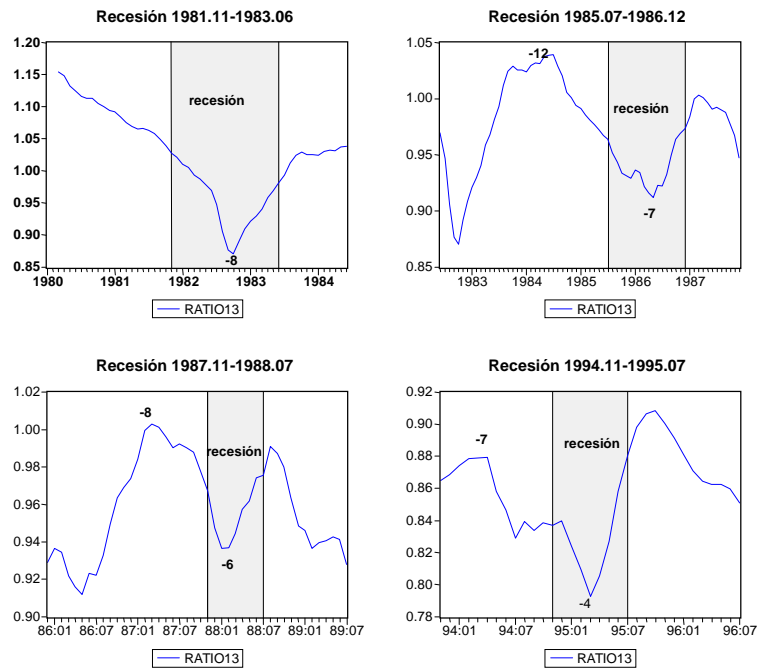 Recesión 1981.11-1983.06
1.20
1.15
1.10
1.05
1.00
0.95
0.90
0.85
recesión
-8
1980 1981 1982 1983 1984
RATIO13
Recesión 1985.07-1986.12
1.05
1.00
0.95
0.90
0.85
-12
recesión
-7
1983 1984 1985 1986 1987
RATIO13
Recesión 1987.11-1988.07
1.02
1.00
0.98
0.96
0.94
0.92
0.90
-8
recesión
-6
86:01 86:07 87:01 87:07 88:01 88:07 89:01 89:07
RATIO13
Recesión 1994.11-1995.07
0.92
0.90
0.88
0.86
0.84
0.82
0.80
0.78
-7
recesión
-4
94:01 94:07 95:01 95:07 96:01 96:07
RATIO13